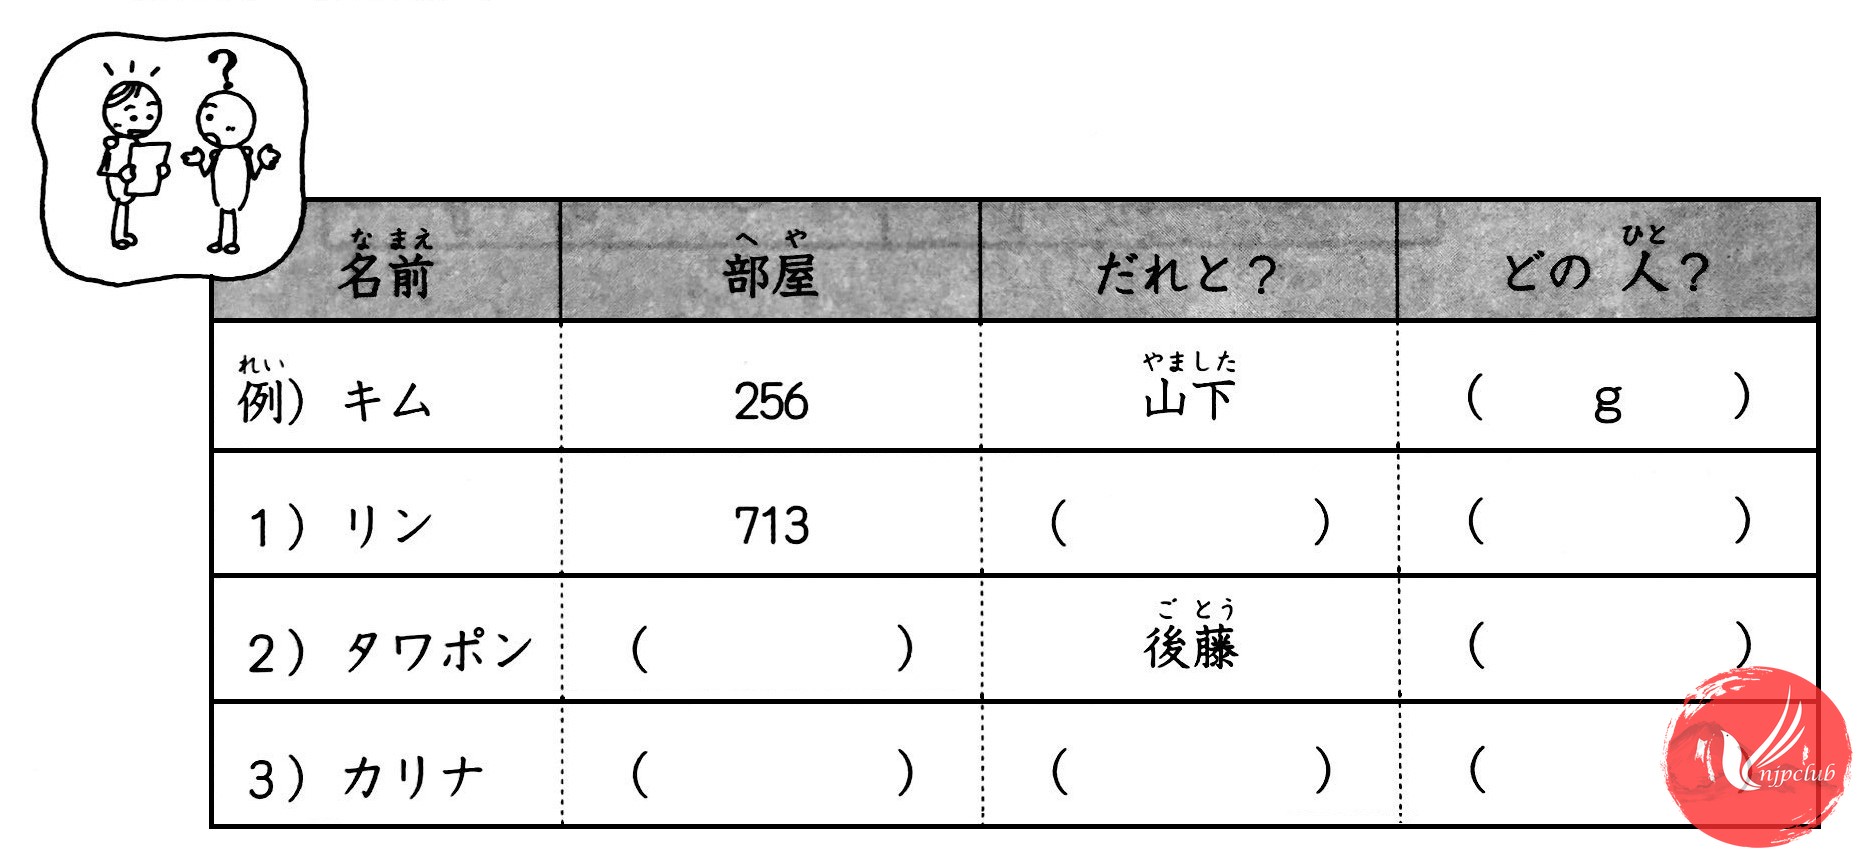 ?
なまえ へや ひと
名前 部屋 だれと？ どの 人？
れい やました
例） キム 256 山下 （ g ）
1） リン 713 （ ） （ ）
ごとう
2） タワポン （ ） 後藤 （ ）
3） カリナ （ ） （ ） （
njpclub